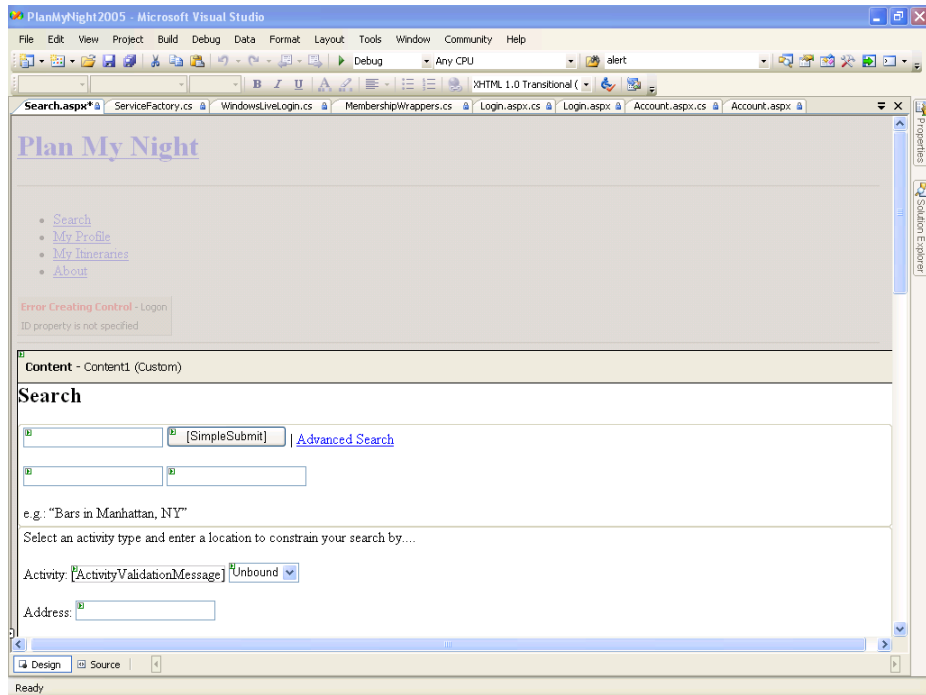 PlanMyNight2005 - Microsoft Visual Studio
File Edit View Project Build Debug Data Format Layout Tools Window Community Help
Debug Any CPU alert
B I U A XHTML 1.0 Transitional (
Search.aspx* ServiceFactory.cs WindowsLiveLogin.cs MembershipWrappers.cs Login.aspx.cs Login.aspx Account.aspx.cs Account.aspx
Properties
Solution Explorer
Plan My Night
Search
My Profile
My Itineraries
About
Error Creating Control - Logon
ID property is not specified
Content - Content1 (Custom)
Search
[SimpleSubmit] | Advanced Search
e.g.: “Bars in Manhattan, NY”
Select an activity type and enter a location to constrain your search by....
Activity: [ActivityValidationMessage] Unbound
Address:
Design Source
Ready